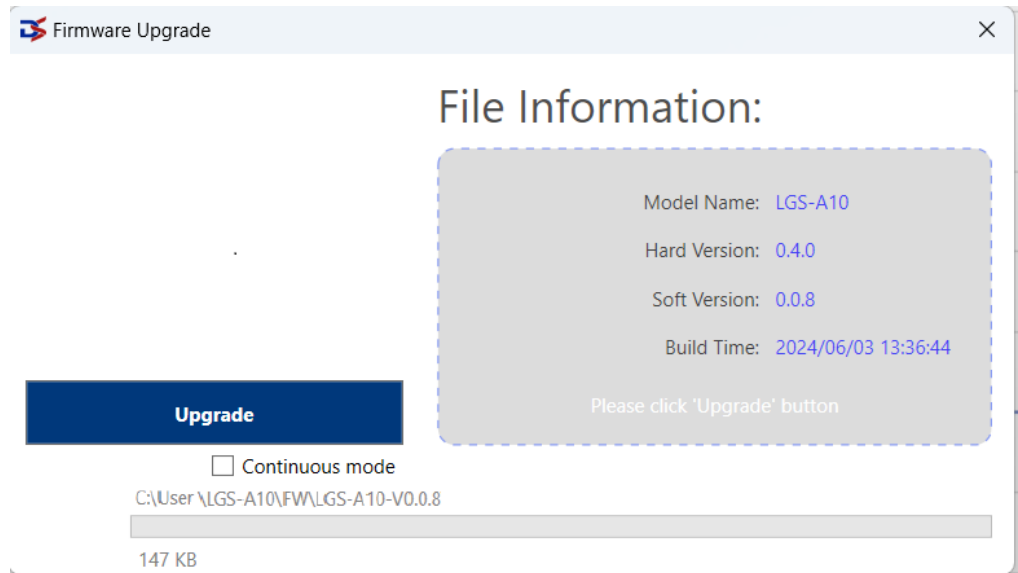 Firmware Upgrade
File Information:
Model Name: LGS-A10
Hard Version: 0.4.0
Soft Version: 0.0.8
Build Time: 2024/06/03 13:36:44
Please click 'Upgrade' button
Upgrade
Continuous mode
C:\User \LGS-A10\FW\LGS-A10-V0.0.8
147 KB